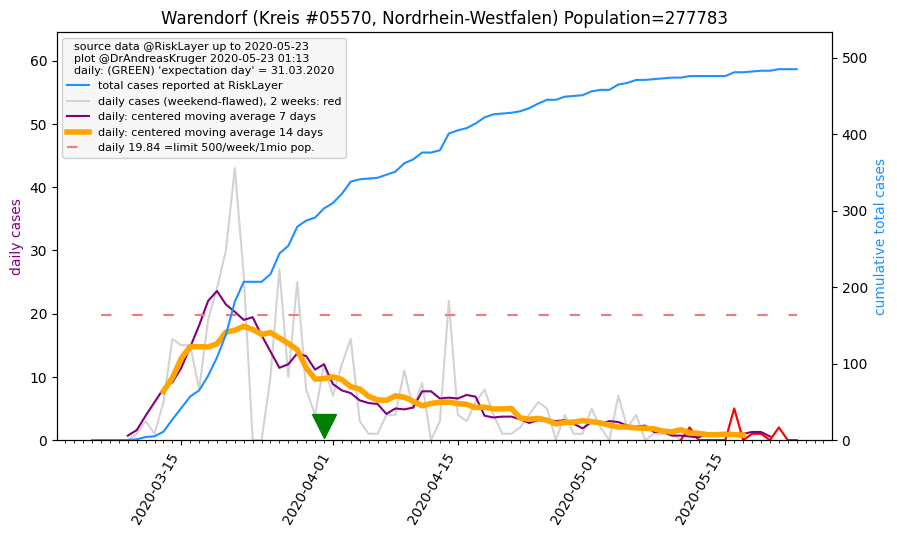 Warendorf (Kreis #05570, Nordrhein-Westfalen) Population=277783
source data @RiskLayer up to 2020-05-23
plot @DrAndreasKruger 2020-05-23 01:13
daily: (GREEN) 'expectation day' = 31.03.2020
total cases reported at RiskLayer
daily cases (weekend-flawed), 2 weeks: red
daily: centered moving average 7 days
daily: centered moving average 14 days
daily 19.84 =limit 500/week/1mio pop.
daily cases
60
50
40
30
20
10
0
cumulative total cases
500
400
300
200
100
0
2020-03-15
2020-04-01
2020-04-15
2020-05-01
2020-05-15